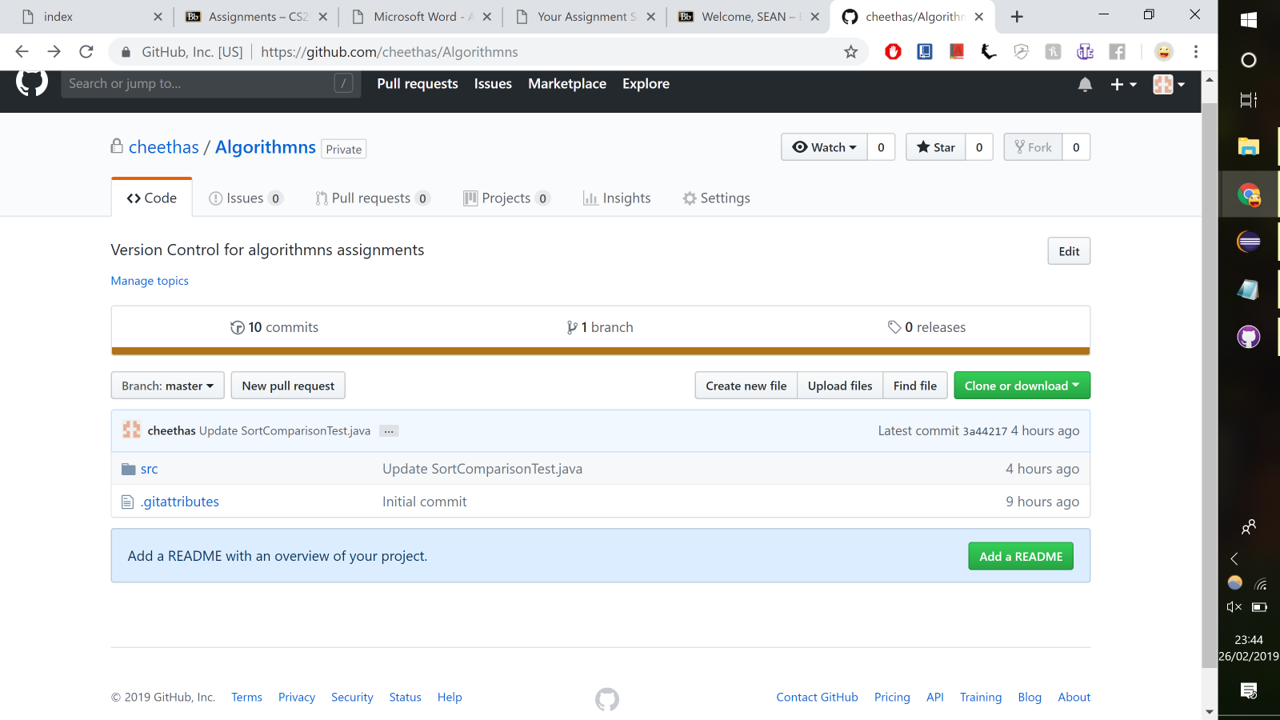 index
Assignments – CS2
Microsoft Word - A
Your Assignment S
Welcome, SEAN –
cheethas/Algorithm
GitHub, Inc. [US] https://github.com/cheethas/Algorithmns
Search or jump to... /
Pull requests Issues Marketplace Explore
cheethas / Algorithmns Private
Watch 0 Star 0 Fork 0
Code Issues 0 Pull requests 0 Projects 0 Insights Settings
Version Control for algorithmns assignments
Edit
Manage topics
10 commits 1 branch 0 releases
Branch: master New pull request Create new file Upload files Find file Clone or download
cheethas Update SortComparisonTest.java ... Latest commit 3a44217 4 hours ago
src Update SortComparisonTest.java 4 hours ago
.gitattributes Initial commit 9 hours ago
Add a README with an overview of your project. Add a README
© 2019 GitHub, Inc. Terms Privacy Security Status Help Contact GitHub Pricing API Training Blog About
23:44
26/02/2019